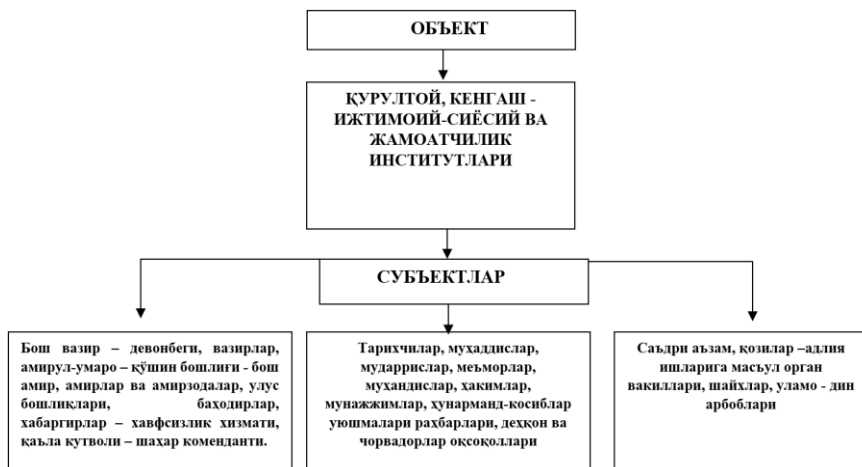 ОБЪЕКТ
ҚУРУЛТОЙ, КЕНГАШ -
ИЖТИМОИЙ-СИЁСИЙ ВА
ЖАМОАТЧИЛИК
ИНСТИТУТЛАРИ
СУБЪЕКТЛАР
Бош вазир – девонбеги, вазирлар,
амирул-умаро – қўшин бошлиғи - бош
амир, амирлар ва амирзодалар, улус
бошлиқлари, баҳодирлар,
хабаргирлар – хавфсизлик хизмати,
қаъла кутволи – шаҳар коменданти.
Тарихчилар, муҳаддислар,
мударрислар, меъморлар,
муҳандислар, ҳакимлар,
мунажжимлар, ҳунарманд-косиблар
уюшмалари раҳбарлари, деҳқон ва
чорвадорлар оқсоқоллари
Саъдри аъзам, қозилар –адлия
ишларига масъул орган
вакиллари, шайхлар, уламо - дин
арбоблари